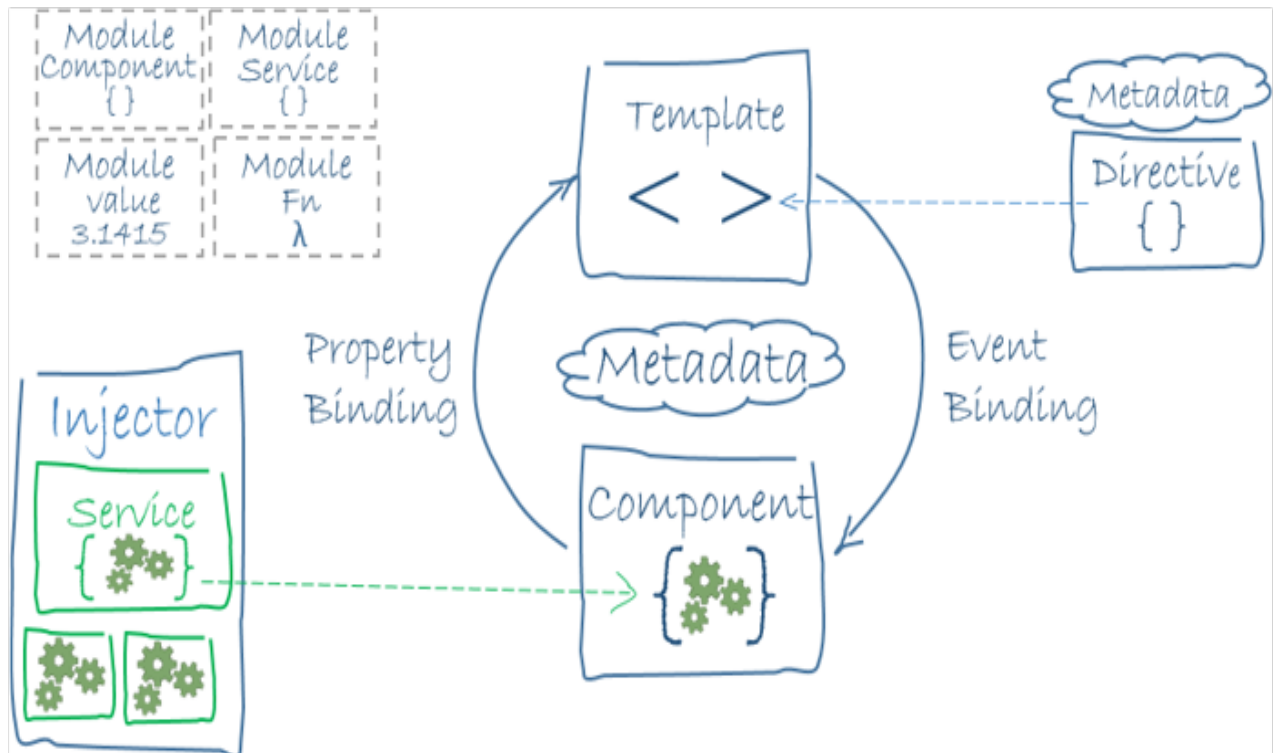 Module
Component
{ }
Module
Service
{ }
Module
value
3.1415
Module
Fn
λ
Template
< >
Metadata
Directive
{ }
Property
Binding
Metadata
Event
Binding
Injector
Service
{ }
Component
{ }